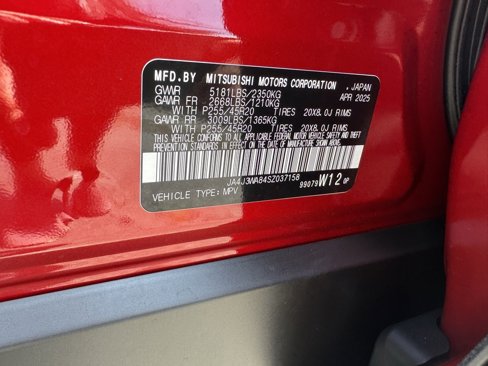 MFD.BY MITSUBISHI MOTORS CORPORATION, JAPAN
GVWR 5181LBS/2350KG APR 2025
GAWR FR 2668LBS/1210KG
WITH P255/45R20 TIRES 20X8.0J RIMS
GAWR RR 3009LBS/1365KG
WITH P255/45R20 TIRES 20X8.0J RIMS
THIS VEHICLE CONFORMS TO ALL APPLICABLE FEDERAL MOTOR VEHICLE SAFETY AND THEFT
PREVENTION STANDARDS IN EFFECT ON THE DATE OF MANUFACTURE SHOWN ABOVE.
JA4J3WA84SZ037158
VEHICLE TYPE: MPV 99079 W12 0P